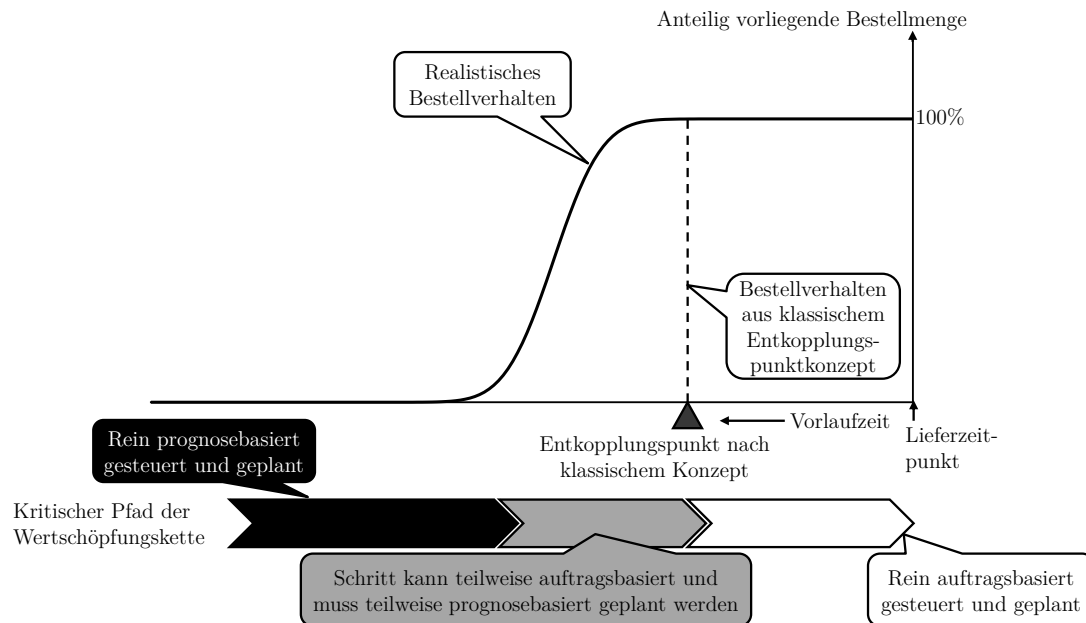 Anteilig vorliegende Bestellmenge
Realistisches
Bestellverhalten
100%
Bestellverhalten
aus klassischem
Entkopplungs-
punktkonzept
Vorlaufzeit
Lieferzeit-
punkt
Entkopplungspunkt nach
klassischem Konzept
Rein prognosebasiert
gesteuert und geplant
Kritischer Pfad der
Wertschöpfungskette
Schritt kann teilweise auftragsbasiert und
muss teilweise prognosebasiert geplant werden
Rein auftragsbasiert
gesteuert und geplant